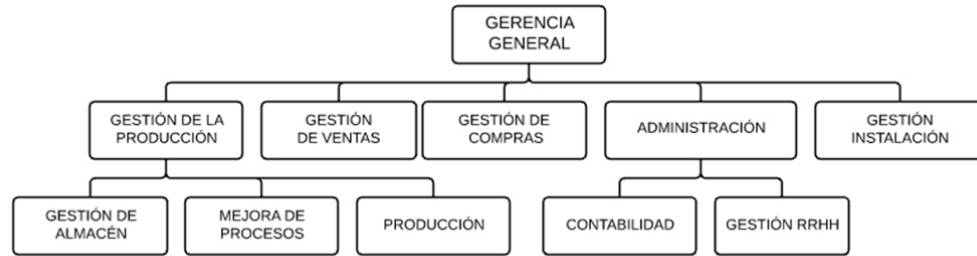 GERENCIA
GENERAL
GESTIÓN DE LA
PRODUCCIÓN
GESTIÓN
DE VENTAS
GESTIÓN DE
COMPRAS
ADMINISTRACIÓN
GESTIÓN
INSTALACIÓN
GESTIÓN DE
ALMACÉN
MEJORA DE
PROCESOS
PRODUCCIÓN
CONTABILIDAD
GESTIÓN RRHH